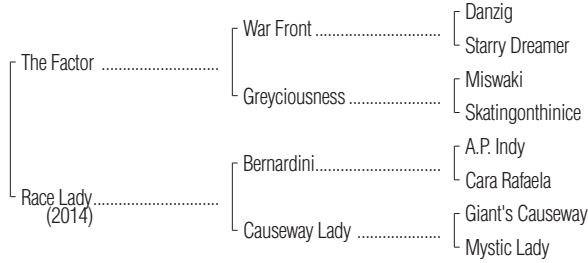 Danzig
War Front
Starry Dreamer
The Factor
Miswaki
Greyciousness
Skatingonthinice
A.P. Indy
Bernardini
Cara Rafaela
Race Lady
(2014)
Giant's Causeway
Causeway Lady
Mystic Lady